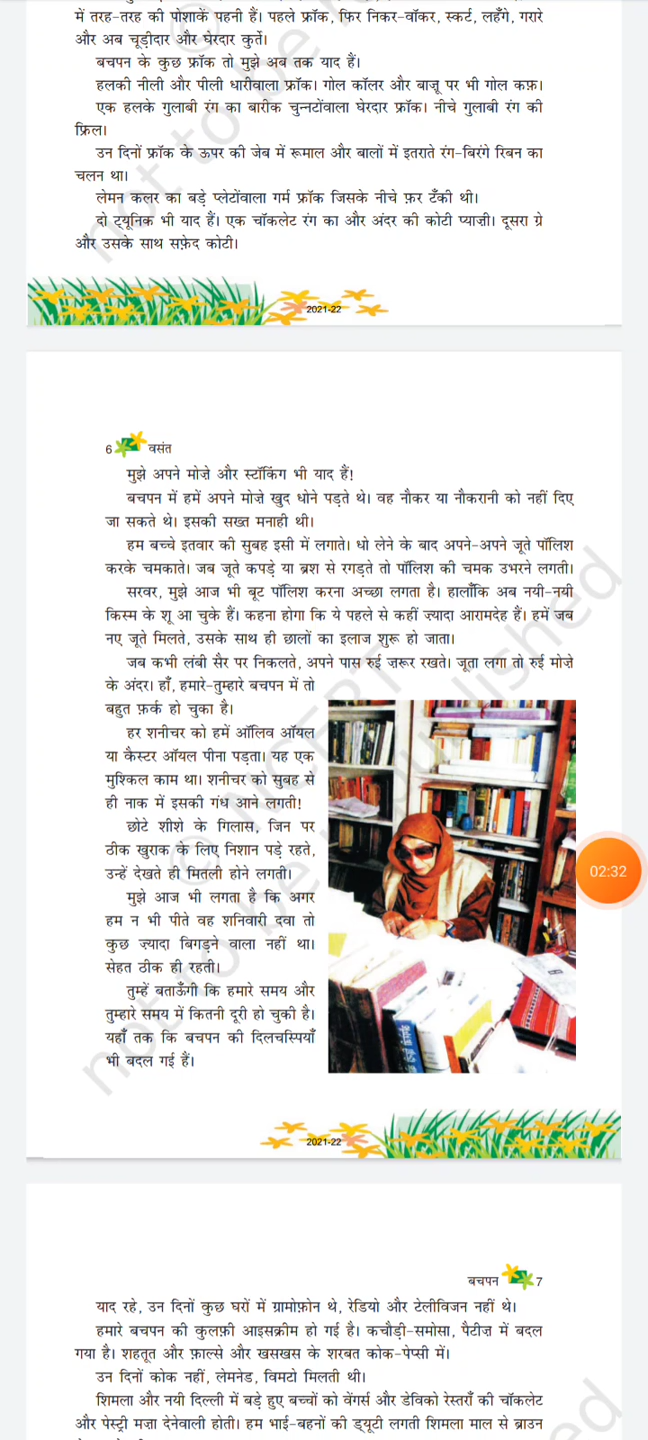 में तरह-तरह की पोशाकें पहनी हैं। पहले फ्रॉक, फिर निकर-वॉकर, स्कर्ट, लहँगे, गरारे
और अब चूड़ीदार और घेरदार कुर्ते।
बचपन के कुछ फ्रॉक तो मुझे अब तक याद हैं।
हलकी नीली और पीली धारीवाला फ्रॉक। गोल कॉलर और बाज़ू पर भी गोल कफ़।
एक हलके गुलाबी रंग का बारीक चुन्नटोंवाला घेरदार फ्रॉक। नीचे गुलाबी रंग की
फ्रिल।
उन दिनों फ्रॉक के ऊपर की जेब में रूमाल और बालों में इतराते रंग-बिरंगे रिबन का
चलन था।
लेमन कलर का बड़े प्लेटोंवाला गर्म फ्रॉक जिसके नीचे फ़र टँकी थी।
दो ट्यूनिक भी याद हैं। एक चॉकलेट रंग का और अंदर की कोटी प्याज़ी। दूसरा ग्रे
और उसके साथ सफ़ेद कोटी।
2021-22
6 वसंत
मुझे अपने मोज़े और स्टॉकिंग भी याद हैं!
बचपन में हमें अपने मोज़े खुद धोने पड़ते थे। वह नौकर या नौकरानी को नहीं दिए
जा सकते थे। इसकी सख्त मनाही थी।
हम बच्चे इतवार की सुबह इसी में लगाते। धो लेने के बाद अपने-अपने जूते पॉलिश
करके चमकाते। जब जूते कपड़े या ब्रश से रगड़ते तो पॉलिश की चमक उभरने लगती।
सरवर, मुझे आज भी बूट पॉलिश करना अच्छा लगता है। हालाँकि अब नयी-नयी
किस्म के शू आ चुके हैं। कहना होगा कि ये पहले से कहीं ज़्यादा आरामदेह हैं। हमें जब
नए जूते मिलते, उसके साथ ही छालों का इलाज शुरू हो जाता।
जब कभी लंबी सैर पर निकलते, अपने पास रुई ज़रूर रखते। जूता लगा तो रुई मोज़े
के अंदर। हाँ, हमारे-तुम्हारे बचपन में तो
बहुत फ़र्क हो चुका है।
हर शनीचर को हमें ऑलिव ऑयल
या कैस्टर ऑयल पीना पड़ता। यह एक
मुश्किल काम था। शनीचर को सुबह से
ही नाक में इसकी गंध आने लगती!
छोटे शीशे के गिलास, जिन पर
ठीक खुराक के लिए निशान पड़े रहते,
उन्हें देखते ही मितली होने लगती।
मुझे आज भी लगता है कि अगर
हम न भी पीते वह शनिवारी दवा तो
कुछ ज़्यादा बिगड़ने वाला नहीं था।
सेहत ठीक ही रहती।
तुम्हें बताऊँगी कि हमारे समय और
तुम्हारे समय में कितनी दूरी हो चुकी है।
यहाँ तक कि बचपन की दिलचस्पियाँ
भी बदल गई हैं।
02:32
2021-22
बचपन 7
याद रहे, उन दिनों कुछ घरों में ग्रामोफ़ोन थे, रेडियो और टेलीविजन नहीं थे।
हमारे बचपन की कुलफ़ी आइसक्रीम हो गई है। कचौड़ी-समोसा, पैटीज़ में बदल
गया है। शहतूत और फ़ाल्से और खसखस के शरबत कोक-पेप्सी में।
उन दिनों कोक नहीं, लेमनेड, विमटो मिलती थी।
शिमला और नयी दिल्ली में बड़े हुए बच्चों को वेंगर्स और डेविको रेस्तराँ की चॉकलेट
और पेस्ट्री मज़ा देनेवाली होती। हम भाई-बहनों की ड्यूटी लगती शिमला माल से ब्राउन
© NCERT
not to be republished